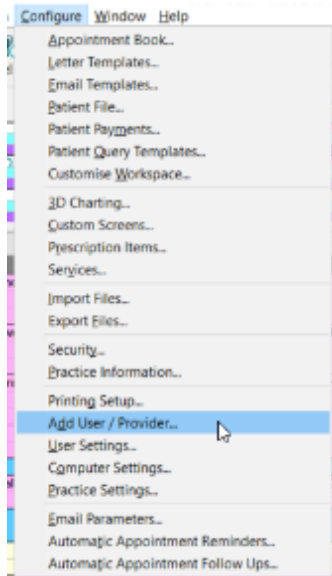 Configure Window Help
Appointment Book...
Letter Templates...
Email Templates...
Patient File...
Patient Payments...
Patient Query Templates...
Customise Workspace...
3D Charting...
Custom Screens...
Prescription Items...
Services...
Import Files...
Export Files...
Security...
Practice Information...
Printing Setup...
Add User / Provider...
User Settings...
Computer Settings...
Practice Settings...
Email Parameters...
Automatic Appointment Reminders...
Automatic Appointment Follow Ups...